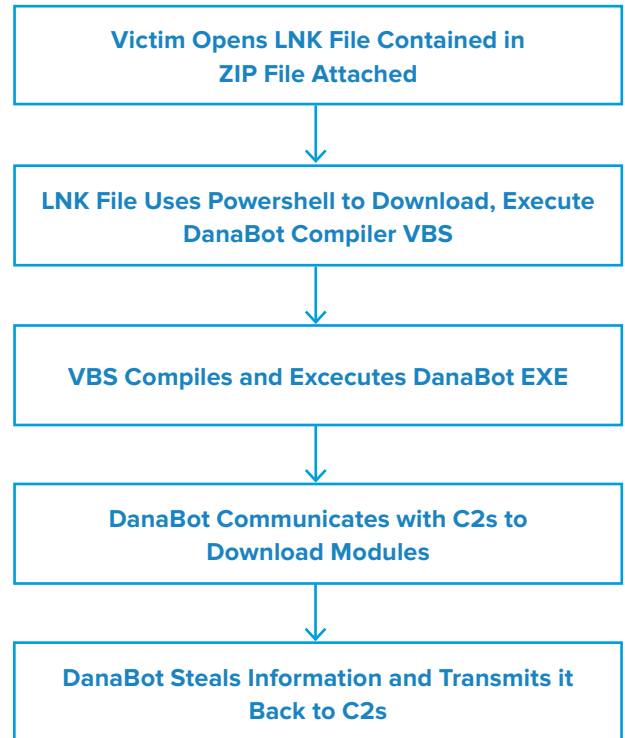 Victim Opens LNK File Contained in
ZIP File Attached
LNK File Uses Powershell to Download, Execute
DanaBot Compiler VBS
VBS Compiles and Excecutes DanaBot EXE
DanaBot Communicates with C2s to
Download Modules
DanaBot Steals Information and Transmits it
Back to C2s